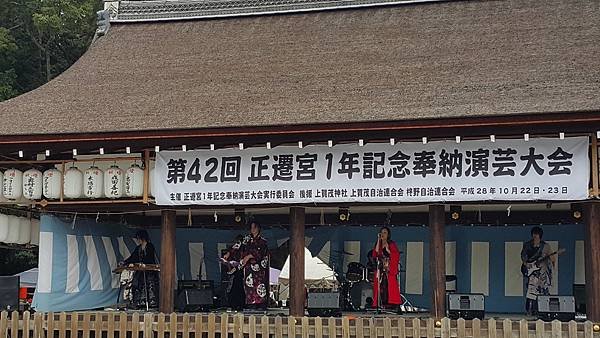 第42回 正遷宮1年記念奉納演芸大会
主催 正遷宮1年記念奉納演芸大会実行委員会 後援 上賀茂神社 上賀茂自治連合会 柊野自治連合会 平成28年10月22日・23日